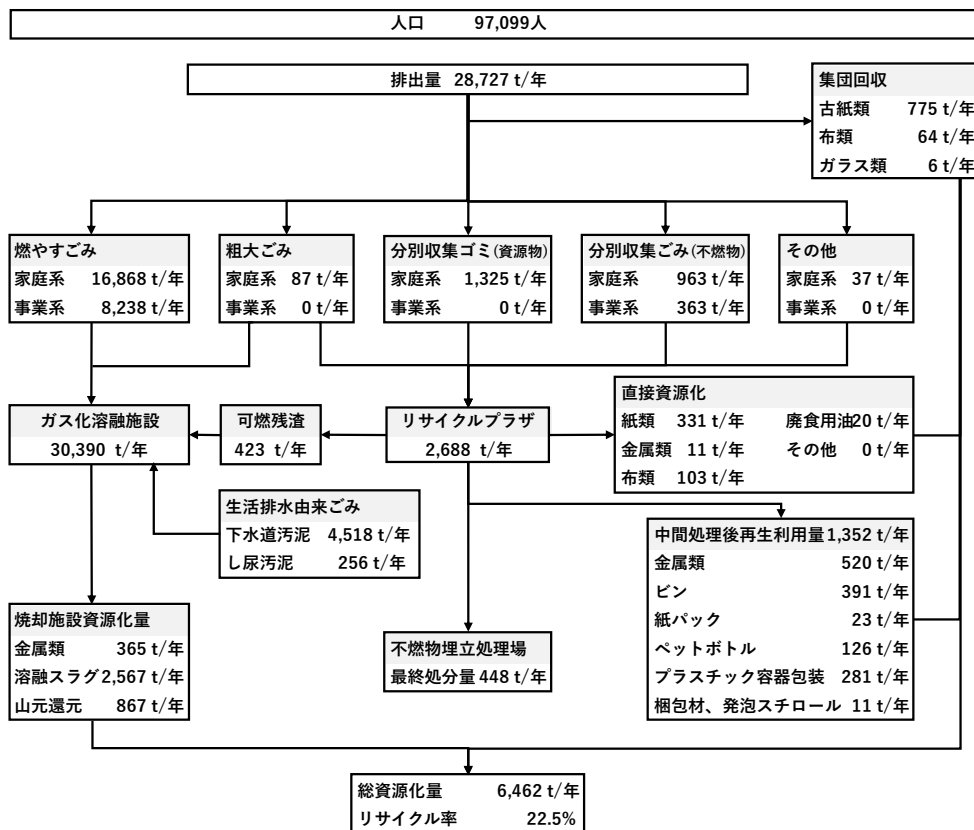 人口 97,099人
排出量 28,727 t/年
集団回収
古紙類 775 t/年
布類 64 t/年
ガラス類 6 t/年
燃やすごみ
家庭系 16,868 t/年
事業系 8,238 t/年
粗大ごみ
家庭系 87 t/年
事業系 0 t/年
分別収集ゴミ(資源物)
家庭系 1,325 t/年
事業系 0 t/年
分別収集ごみ(不燃物)
家庭系 963 t/年
事業系 363 t/年
その他
家庭系 37 t/年
事業系 0 t/年
ガス化溶融施設
30,390 t/年
可燃残渣
423 t/年
リサイクルプラザ
2,688 t/年
直接資源化
紙類 331 t/年 廃食用油20 t/年
金属類 11 t/年 その他 0 t/年
布類 103 t/年
生活排水由来ごみ
下水道汚泥 4,518 t/年
し尿汚泥 256 t/年
中間処理後再生利用量1,352 t/年
金属類 520 t/年
ビン 391 t/年
紙パック 23 t/年
ペットボトル 126 t/年
プラスチック容器包装 281 t/年
梱包材、発泡スチロール 11 t/年
焼却施設資源化量
金属類 365 t/年
溶融スラグ2,567 t/年
山元還元 867 t/年
不燃物埋立処理場
最終処分量 448 t/年
総資源化量 6,462 t/年
リサイクル率 22.5%